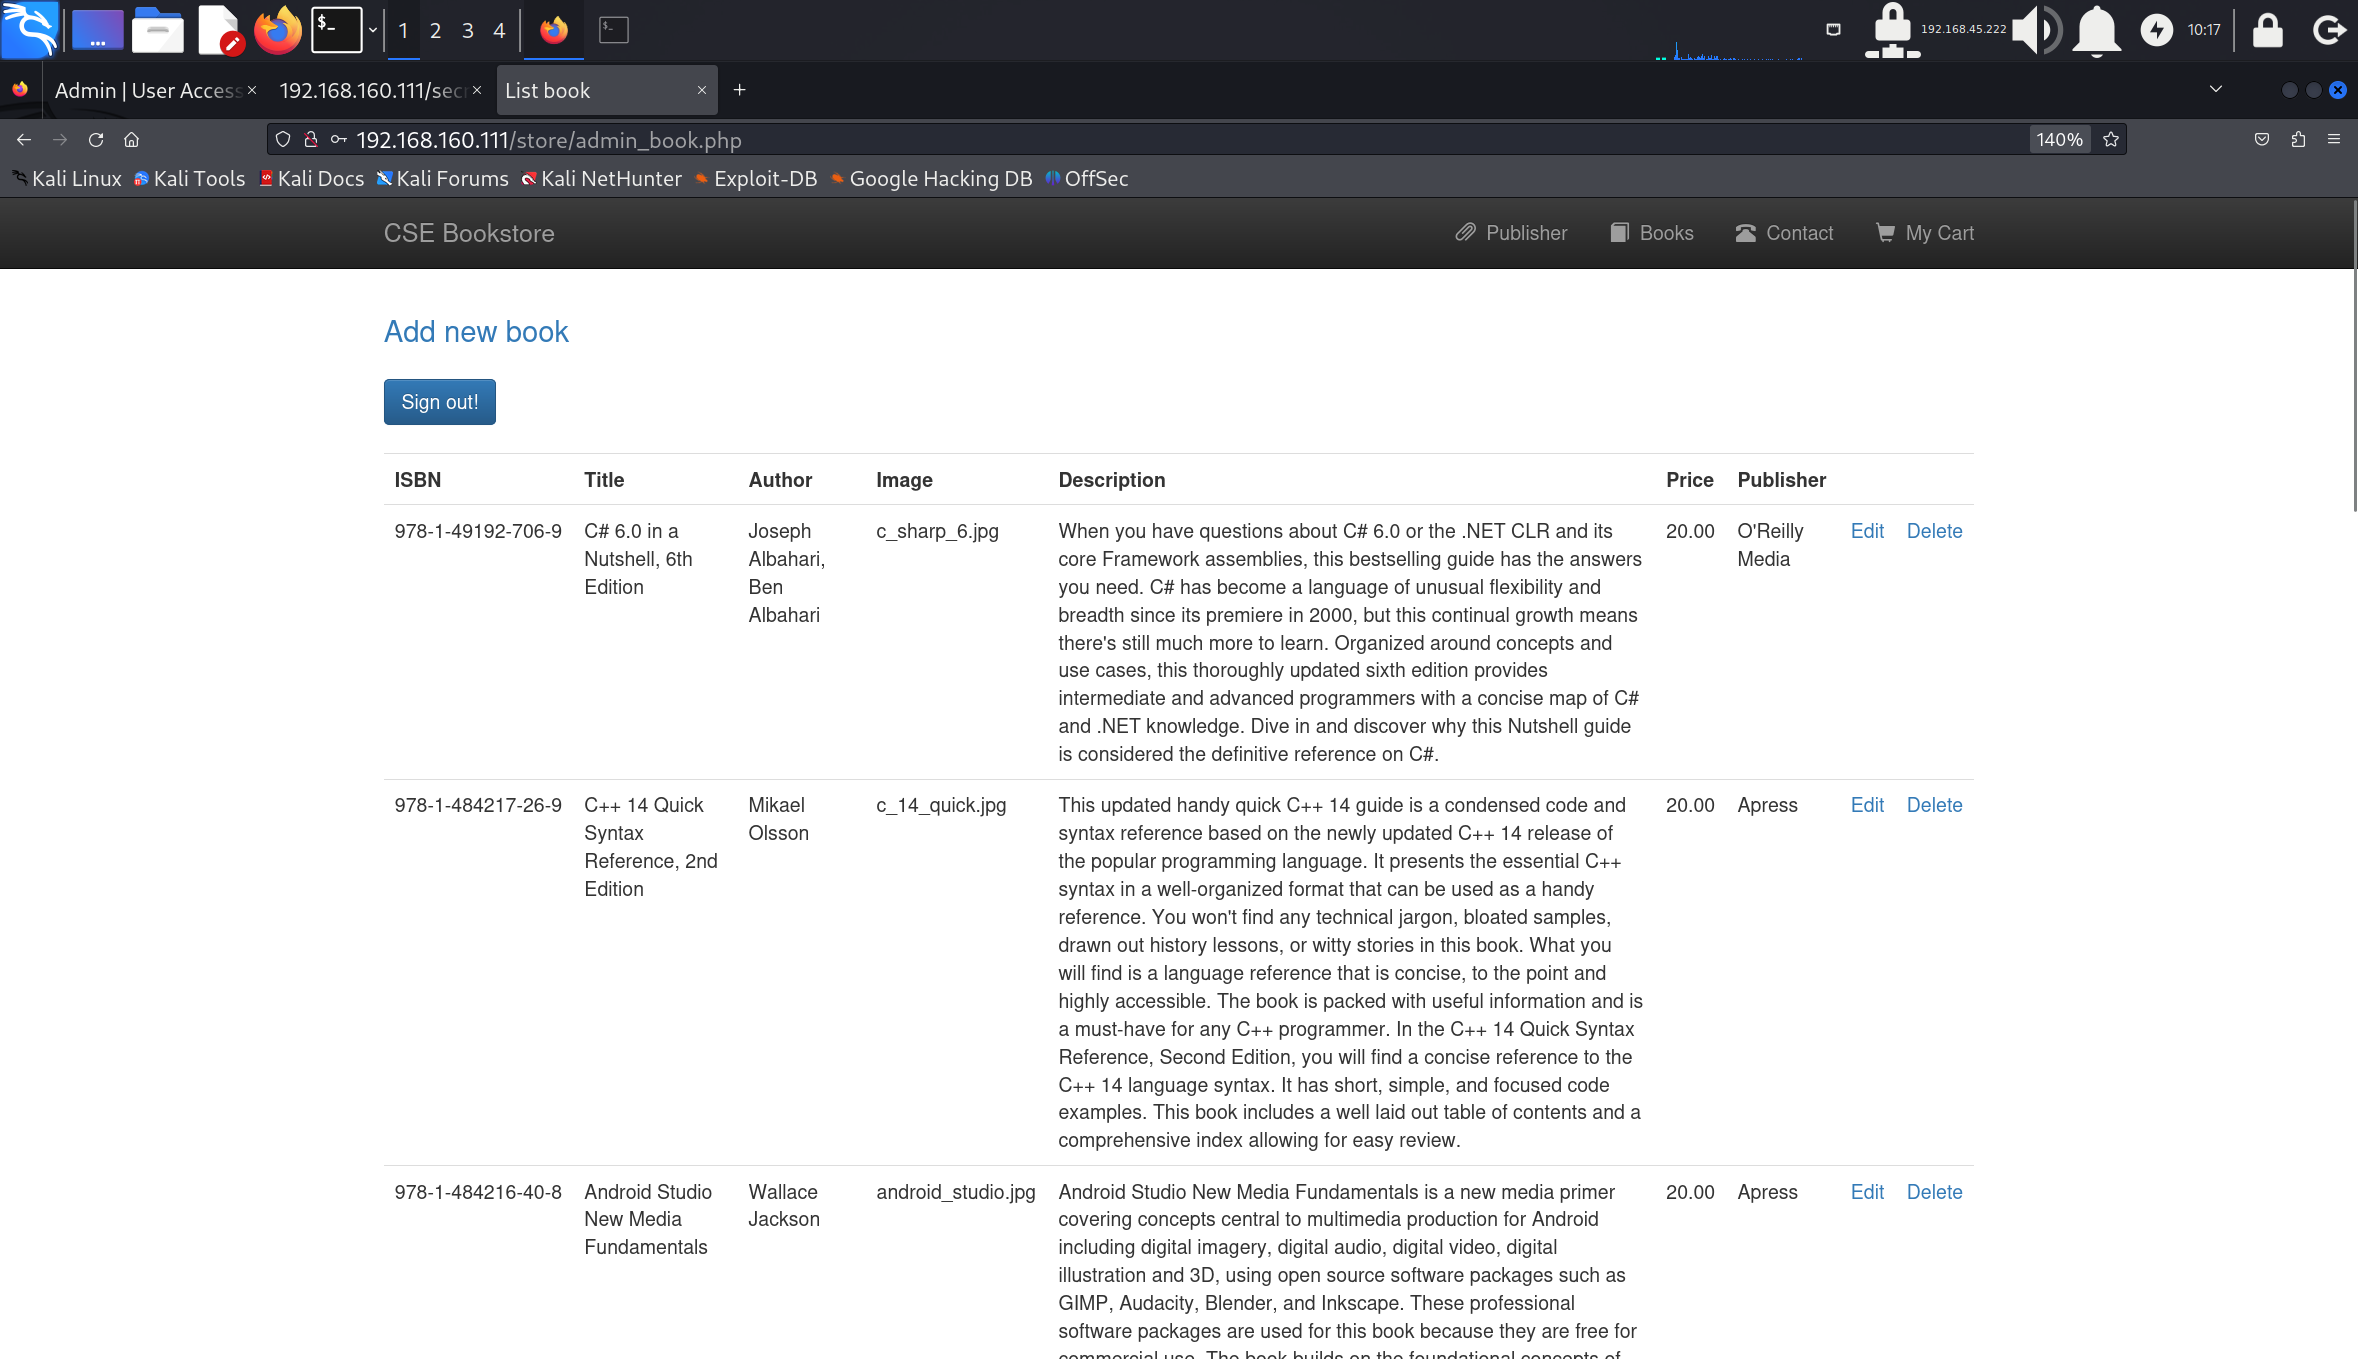 $_
1 2 3 4
$_
192.168.45.222
10:17
Admin | User Access
192.168.160.111/secr
List book
192.168.160.111/store/admin_book.php
140%
Kali Linux Kali Tools Kali Docs Kali Forums Kali NetHunter Exploit-DB Google Hacking DB OffSec
CSE Bookstore Publisher Books Contact My Cart
Add new book
Sign out!
ISBN Title Author Image Description Price Publisher
978-1-49192-706-9 C# 6.0 in a Joseph c_sharp_6.jpg When you have questions about C# 6.0 or the .NET CLR and its 20.00 O'Reilly Edit Delete
Nutshell, 6th Albahari, core Framework assemblies, this bestselling guide has the answers Media
Edition Ben you need. C# has become a language of unusual flexibility and
Albahari breadth since its premiere in 2000, but this continual growth means
there's still much more to learn. Organized around concepts and
use cases, this thoroughly updated sixth edition provides
intermediate and advanced programmers with a concise map of C#
and .NET knowledge. Dive in and discover why this Nutshell guide
is considered the definitive reference on C#.
978-1-484217-26-9 C++ 14 Quick Mikael c_14_quick.jpg This updated handy quick C++ 14 guide is a condensed code and 20.00 Apress Edit Delete
Syntax Olsson syntax reference based on the newly updated C++ 14 release of
Reference, 2nd the popular programming language. It presents the essential C++
Edition syntax in a well-organized format that can be used as a handy
reference. You won't find any technical jargon, bloated samples,
drawn out history lessons, or witty stories in this book. What you
will find is a language reference that is concise, to the point and
highly accessible. The book is packed with useful information and is
a must-have for any C++ programmer. In the C++ 14 Quick Syntax
Reference, Second Edition, you will find a concise reference to the
C++ 14 language syntax. It has short, simple, and focused code
examples. This book includes a well laid out table of contents and a
comprehensive index allowing for easy review.
978-1-484216-40-8 Android Studio Wallace android_studio.jpg Android Studio New Media Fundamentals is a new media primer 20.00 Apress Edit Delete
New Media Jackson covering concepts central to multimedia production for Android
Fundamentals including digital imagery, digital audio, digital video, digital
illustration and 3D, using open source software packages such as
GIMP, Audacity, Blender, and Inkscape. These professional
software packages are used for this book because they are free for
commercial use. The book builds on the foundational concepts of